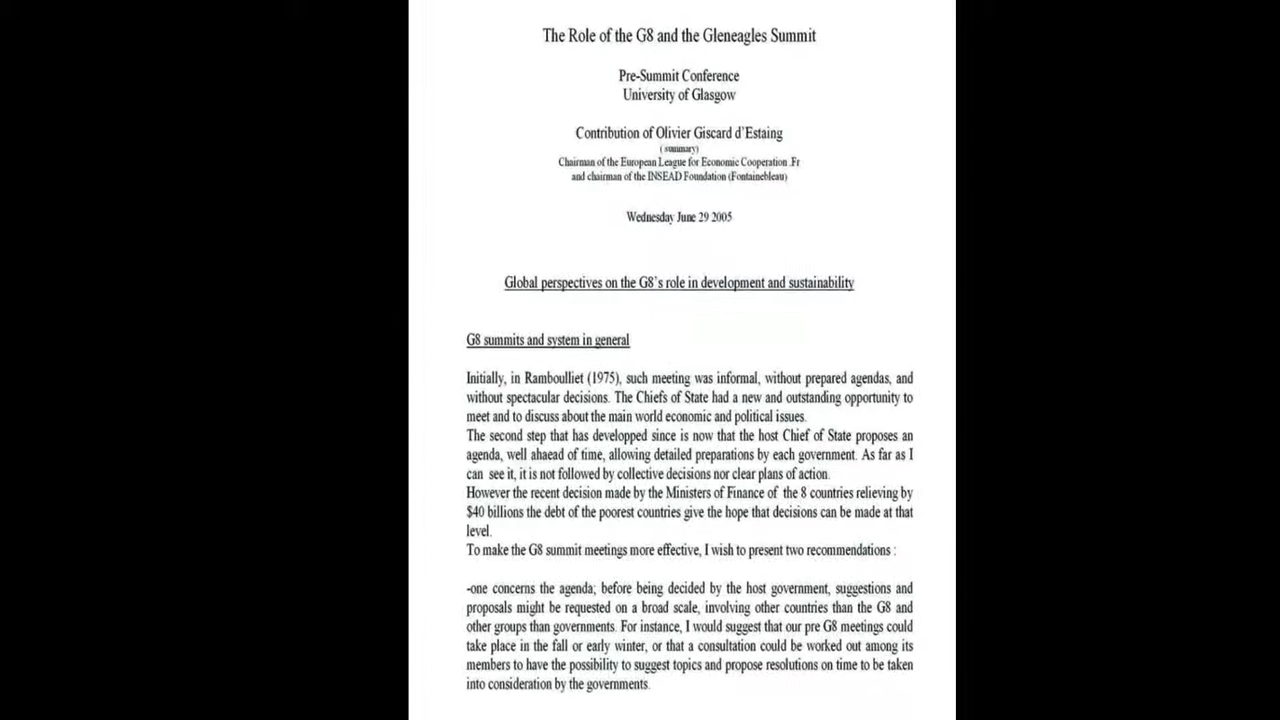 The Role of the G8 and the Gleneagles Summit
Pre-Summit Conference
University of Glasgow
Contribution of Olivier Giscard d'Estaing
( summary)
Chairman of the European League for Economic Cooperation .Fr
and chairman of the INSEAD Foundation (Fontainebleau)
Wednesday June 29 2005
Global perspectives on the G8's role in development and sustainability
G8 summits and system in general
Initially, in Ramboulliet (1975), such meeting was informal, without prepared agendas, and
without spectacular decisions. The Chiefs of State had a new and outstanding opportunity to
meet and to discuss about the main world economic and political issues.
The second step that has developped since is now that the host Chief of State proposes an
agenda, well ahaead of time, allowing detailed preparations by each government. As far as I
can see it, it is not followed by collective decisions nor clear plans of action.
However the recent decision made by the Ministers of Finance of the 8 countries relieving by
$40 billions the debt of the poorest countries give the hope that decisions can be made at that
level.
To make the G8 summit meetings more effective, I wish to present two recommendations :
-one concerns the agenda; before being decided by the host government, suggestions and
proposals might be requested on a broad scale, involving other countries than the G8 and
other groups than governments. For instance, I would suggest that our pre G8 meetings could
take place in the fall or early winter, or that a consultation could be worked out among its
members to have the possibility to suggest topics and propose resolutions on time to be taken
into consideration by the governments.